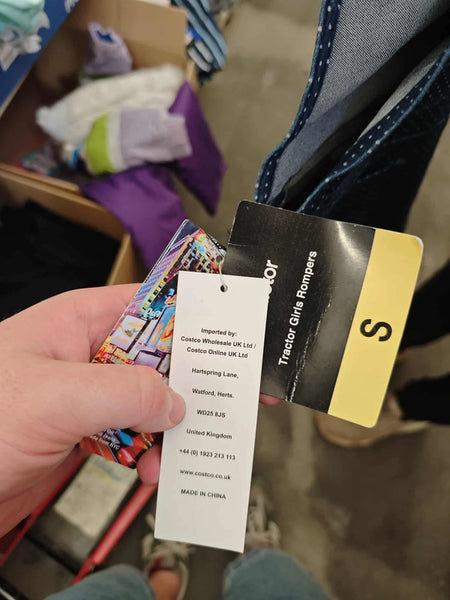 Imported by:
Costco Wholesale UK Ltd /
Costco Online UK Ltd
Hartspring Lane,
Watford, Herts.
WD25 8JS
United Kingdom
+44 (0) 1923 213 113
www.costco.co.uk
MADE IN CHINA
Tractor Girls Rompers
S